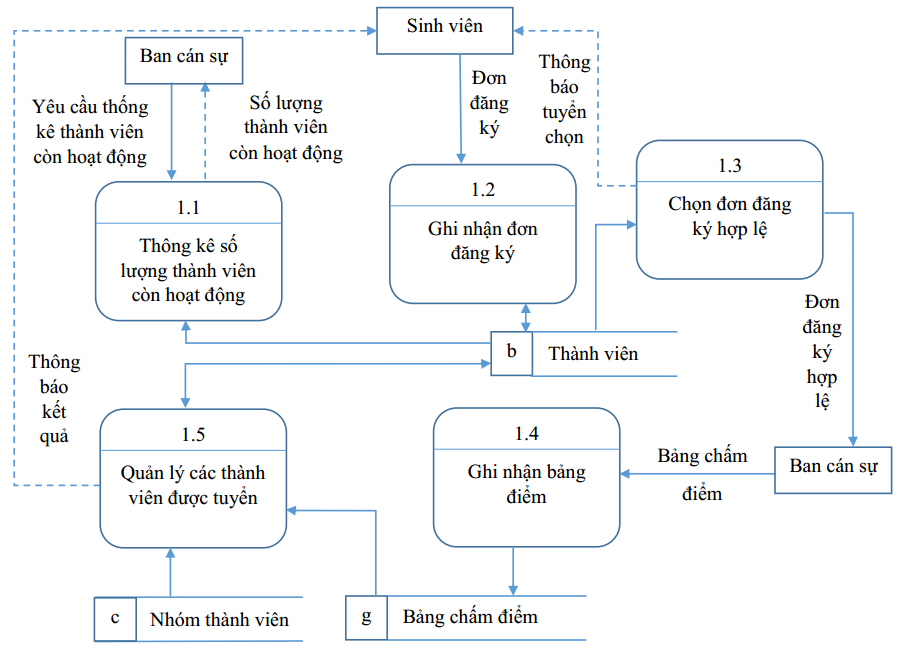 Sinh viên
Ban cán sự
Đơn
đăng
ký
Thông
báo
tuyển
chọn
Yêu cầu thống
kê thành viên
còn hoạt động
Số lượng
thành viên
còn hoạt động
1.1
Thông kê số
lượng thành viên
còn hoạt động
1.2
Ghi nhận đơn
đăng ký
1.3
Chọn đơn đăng
ký hợp lệ
Đơn
đăng
ký
hợp
lệ
b
Thành viên
Thông
báo
kết
quả
1.5
Quản lý các thành
viên được tuyển
1.4
Ghi nhận bảng
điểm
Bảng chấm
điểm
Ban cán sự
c
Nhóm thành viên
g
Bảng chấm điểm